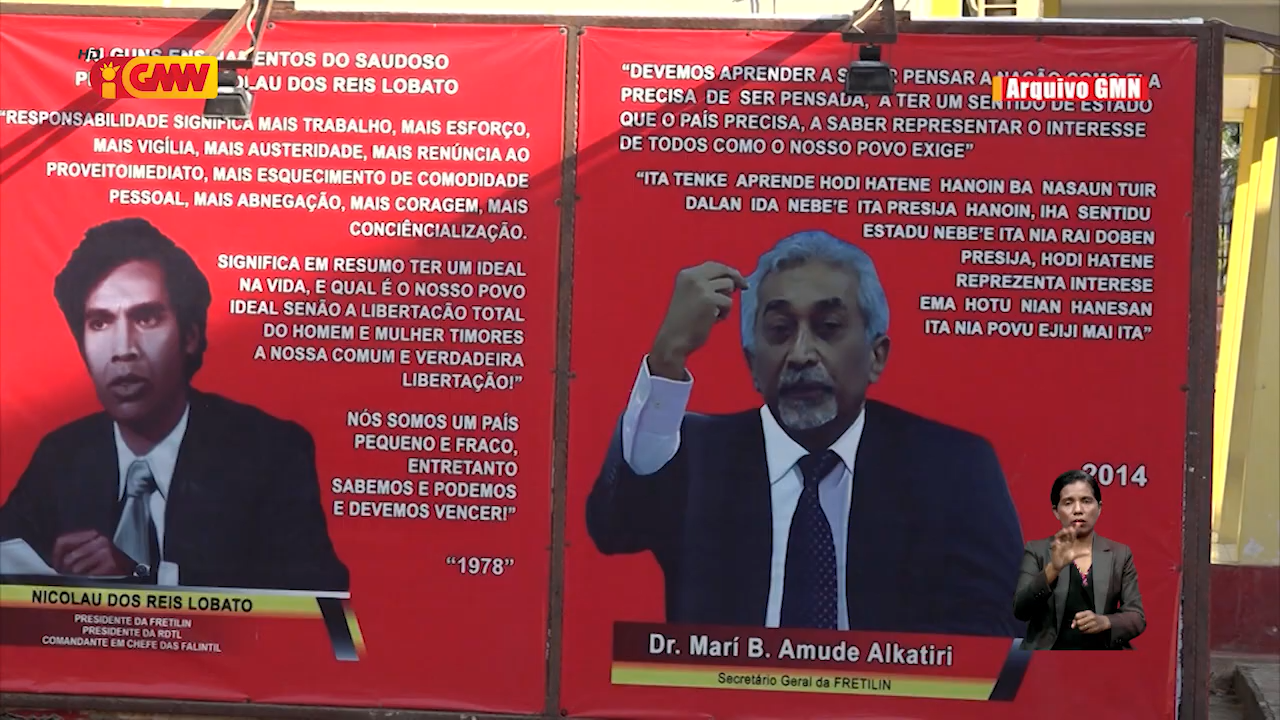 GMN
Arquivo GMN
ALGUNS ENSINAMENTOS DO SAUDOSO
NICOLAU DOS REIS LOBATO
“RESPONSABILIDADE SIGNIFICA MAIS TRABALHO, MAIS ESFORÇO,
MAIS VIGÍLIA, MAIS AUSTERIDADE, MAIS RENÚNCIA AO
PROVEITOIMEDIATO, MAIS ESQUECIMENTO DE COMODIDADE
PESSOAL, MAIS ABNEGAÇÃO, MAIS CORAGEM, MAIS
CONCIÊNCIALIZAÇÃO.
SIGNIFICA EM RESUMO TER UM IDEAL
NA VIDA, E QUAL É O NOSSO POVO
IDEAL SENÃO A LIBERTAÇÃO TOTAL
DO HOMEM E MULHER TIMORES
A NOSSA COMUM E VERDADEIRA
LIBERTAÇÃO!”
NÓS SOMOS UM PAÍS
PEQUENO E FRACO,
ENTRETANTO
SABEMOS E PODEMOS
E DEVEMOS VENCER!”
“1978”
NICOLAU DOS REIS LOBATO
PRESIDENTE DA FRETILIN
PRESIDENTE DA RDTL
COMANDANTE EM CHEFE DAS FALINTIL
“DEVEMOS APRENDER A SABER PENSAR A NAÇÃO COMO ELA
PRECISA DE SER PENSADA, A TER UM SENTIDO DE ESTADO
QUE O PAÍS PRECISA, A SABER REPRESENTAR O INTERESSE
DE TODOS COMO O NOSSO POVO EXIGE”
“ITA TENKE APRENDE HODI HATENE HANOIN BA NASAUN TUIR
DALAN IDA NEBE’E ITA PRESIJA HANOIN, IHA SENTIDU
ESTADU NEBE’E ITA NIA RAI DOBEN
PRESIJA, HODI HATENE
REPREZENTA INTERESE
EMA HOTU NIAN HANESAN
ITA NIA POVU EJIJI MAI ITA”
2014
Dr. Marí B. Amude Alkatiri
Secretário Geral da FRETILIN